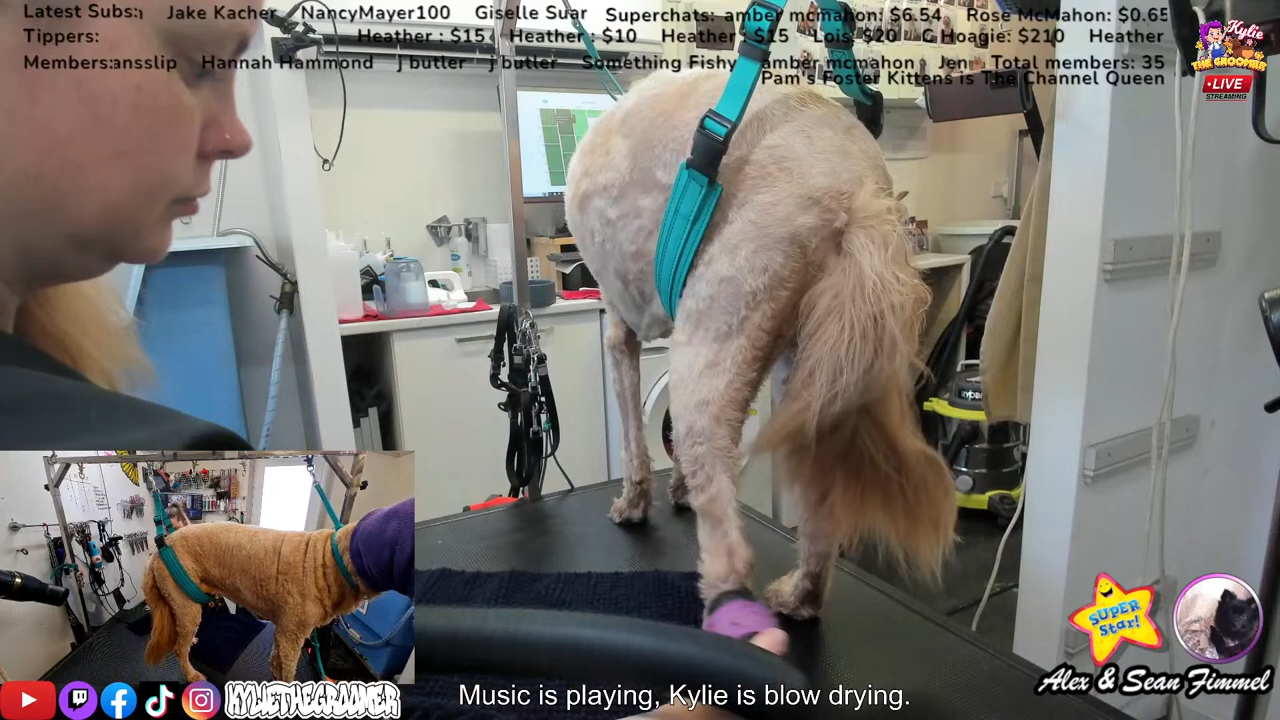 Latest Subs: Jake Kacher NancyMayer100 Giselle Suar Superchats: amber mcmahon: $6.54 Rose McMahon: $0.65
Tippers: Heather : $15 Heather : $10 Heather : $15 Lois: $20 C Hoagie: $210 Heather
Members: ansslip Hannah Hammond j butler j butler Something Fishy amber mcmahon Jen Total members: 35
Pam's Foster Kittens is The Channel Queen
Kylie
THE GROOMER
LIVE
STREAMING
RYOBI
SUPER
Star!
Alex & Sean Fimmel
KYLIETHEGROOMER
Music is playing, Kylie is blow drying.